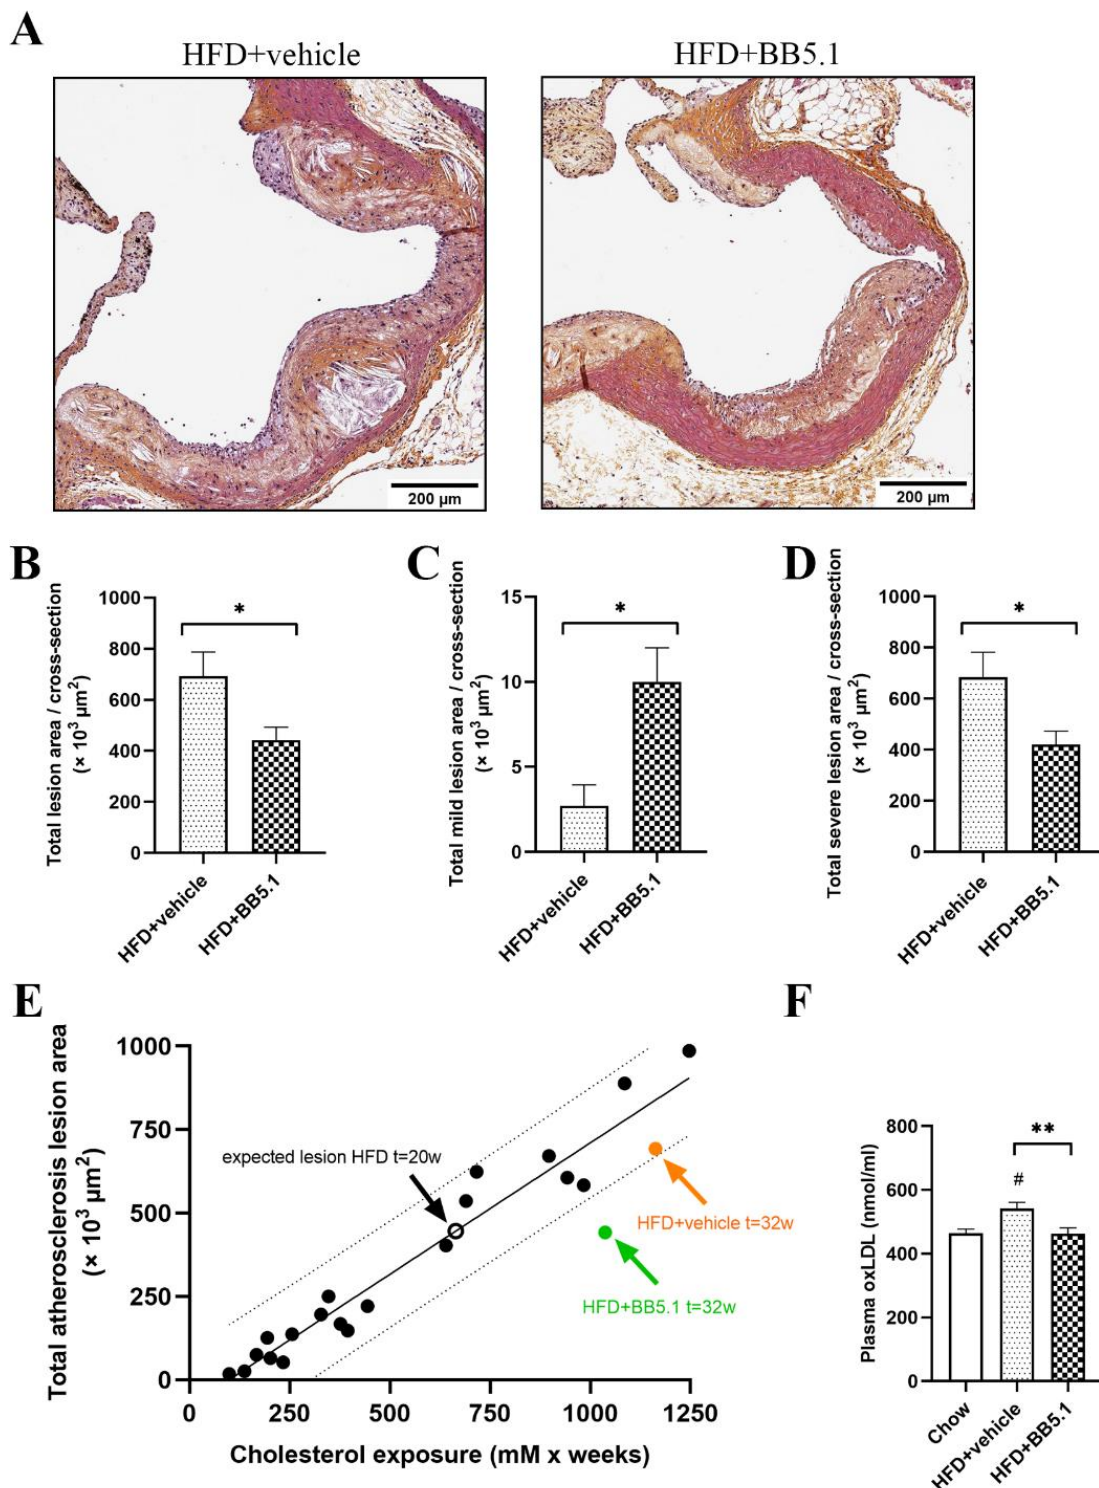 A
HFD+vehicle
HFD+BB5.1
200 µm
200 µm
B
Total lesion area / cross-section
(× 10³ µm²)
1000
800
600
400
200
0
*
HFD+vehicle
HFD+BB5.1
C
Total mild lesion area / cross-section
(× 10³ µm²)
15
10
5
0
*
HFD+vehicle
HFD+BB5.1
D
Total severe lesion area / cross-section
(× 10³ µm²)
1000
800
600
400
200
0
*
HFD+vehicle
HFD+BB5.1
E
Total atherosclerosis lesion area
(× 10³ µm²)
1000
750
500
250
0
expected lesion HFD t=20w
HFD+vehicle t=32w
HFD+BB5.1 t=32w
0 250 500 750 1000 1250
Cholesterol exposure (mM x weeks)
F
Plasma oxLDL (nmol/ml)
800
600
400
200
0
#
**
Chow
HFD+vehicle
HFD+BB5.1